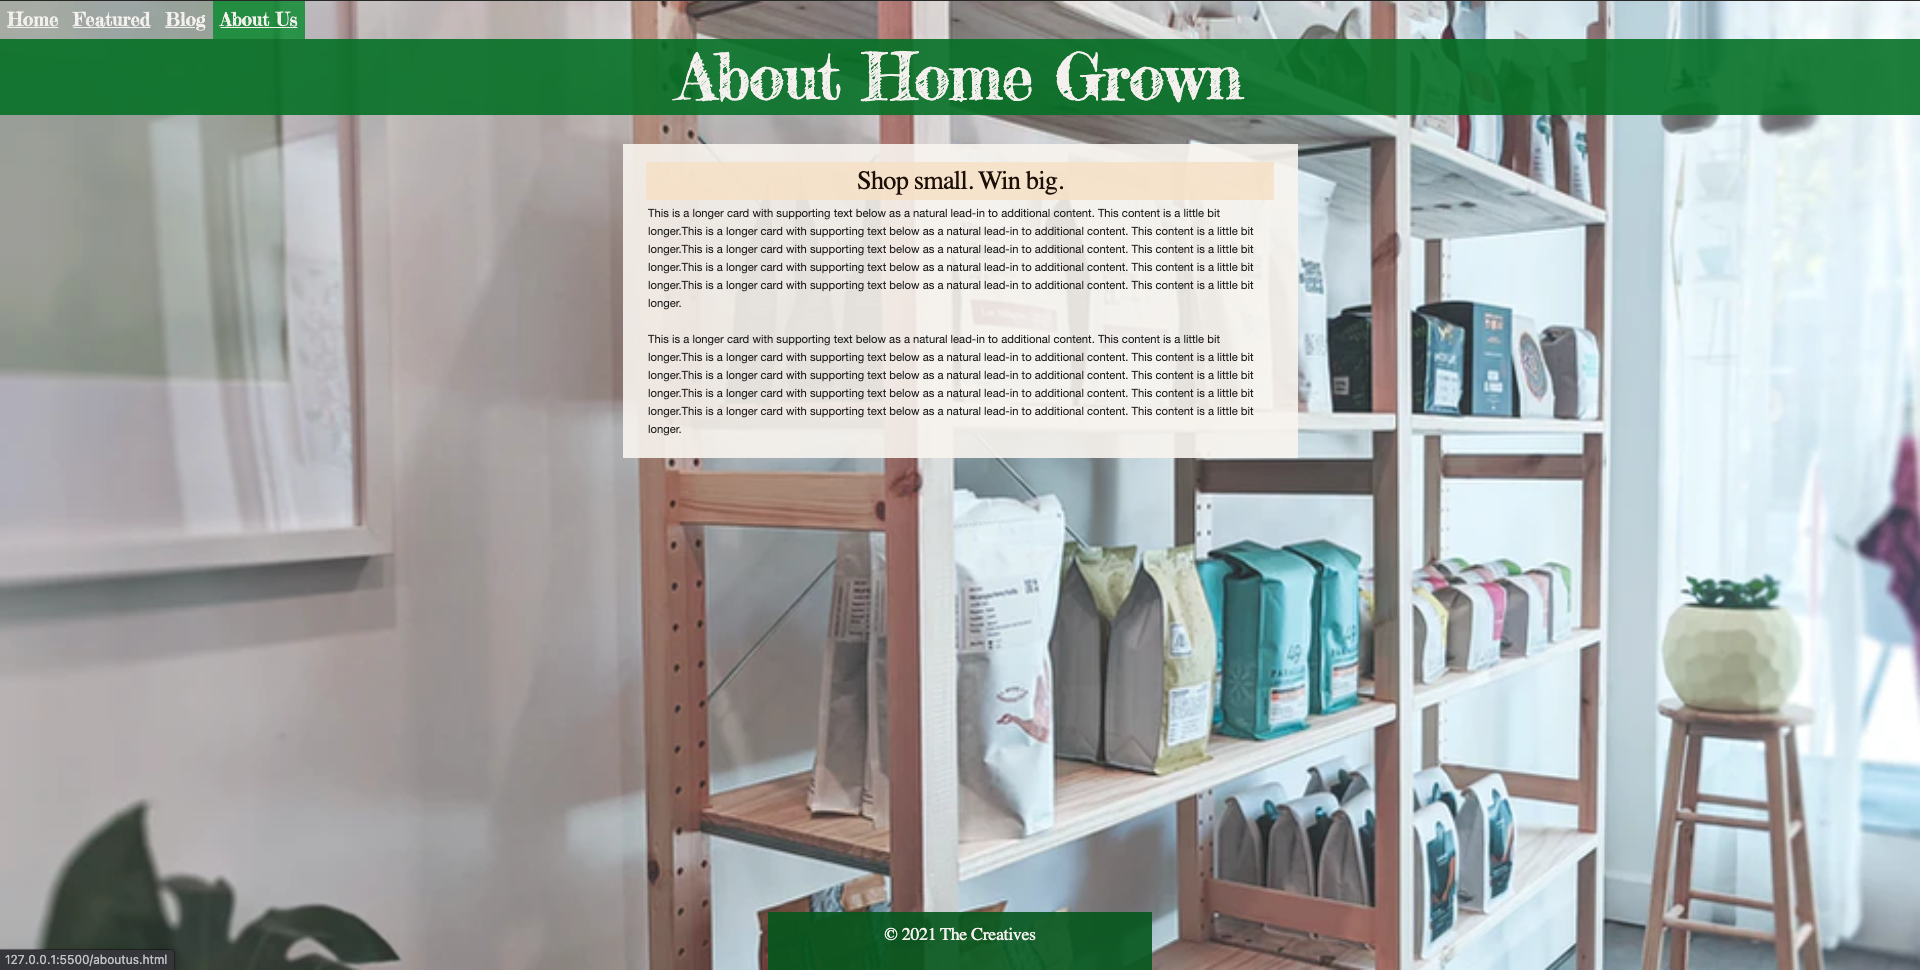 Home Featured Blog About Us
About Home Grown
Shop small. Win big.
This is a longer card with supporting text below as a natural lead-in to additional content. This content is a little bit
longer.This is a longer card with supporting text below as a natural lead-in to additional content. This content is a little bit
longer.This is a longer card with supporting text below as a natural lead-in to additional content. This content is a little bit
longer.This is a longer card with supporting text below as a natural lead-in to additional content. This content is a little bit
longer.This is a longer card with supporting text below as a natural lead-in to additional content. This content is a little bit
longer.
This is a longer card with supporting text below as a natural lead-in to additional content. This content is a little bit
longer.This is a longer card with supporting text below as a natural lead-in to additional content. This content is a little bit
longer.This is a longer card with supporting text below as a natural lead-in to additional content. This content is a little bit
longer.This is a longer card with supporting text below as a natural lead-in to additional content. This content is a little bit
longer.This is a longer card with supporting text below as a natural lead-in to additional content. This content is a little bit
longer.
© 2021 The Creatives
127.0.0.1:5500/aboutus.html